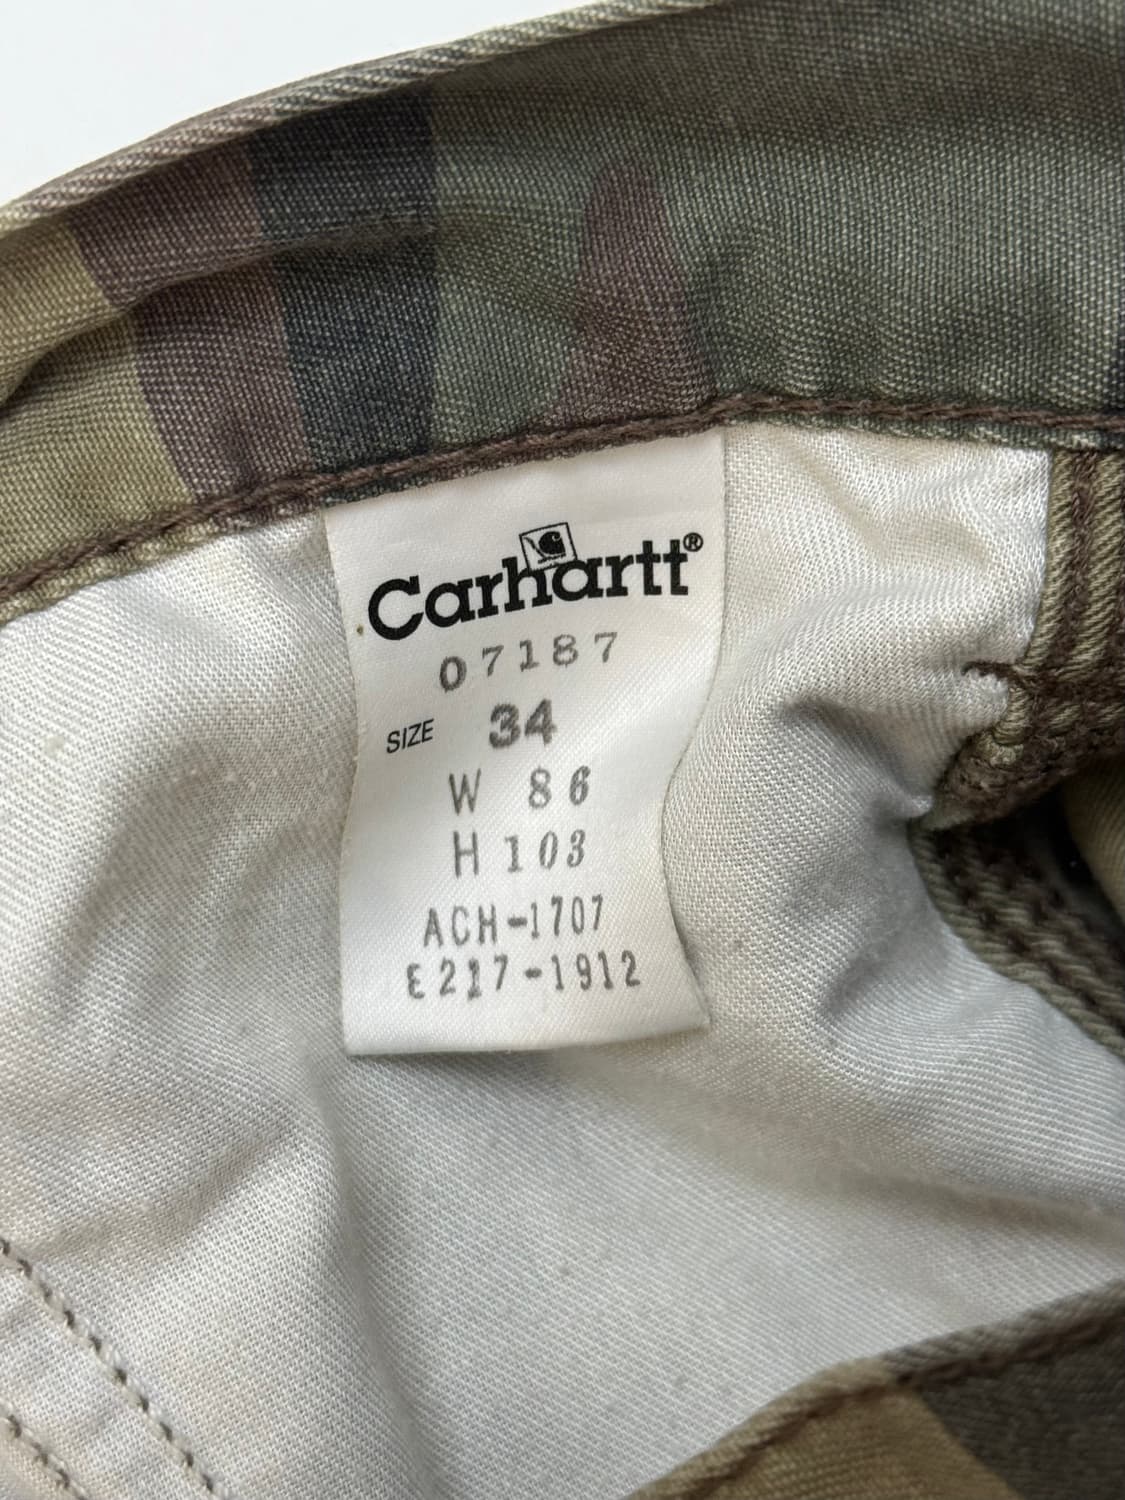 Carhartt®
07187
SIZE 34
W 86
H 103
ACH-1707
E217-1912